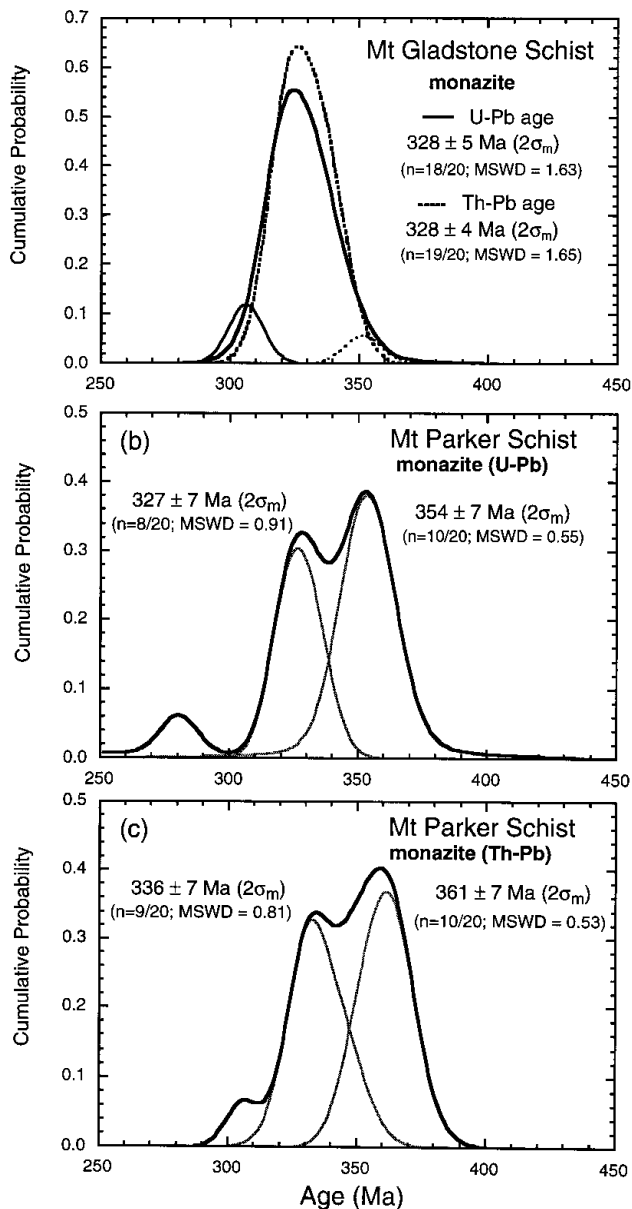 Mt Gladstone Schist
monazite
U-Pb age
328 ± 5 Ma (2σm)
(n=18/20; MSWD = 1.63)
Th-Pb age
328 ± 4 Ma (2σm)
(n=19/20; MSWD = 1.65)
Cumulative Probability
0.7
0.6
0.5
0.4
0.3
0.2
0.1
0.0
250 300 350 400 450
(b)
Mt Parker Schist
monazite (U-Pb)
327 ± 7 Ma (2σm)
(n=8/20; MSWD = 0.91)
354 ± 7 Ma (2σm)
(n=10/20; MSWD = 0.55)
Cumulative Probability
0.5
0.4
0.3
0.2
0.1
0.0
250 300 350 400 450
(c)
Mt Parker Schist
monazite (Th-Pb)
336 ± 7 Ma (2σm)
(n=9/20; MSWD = 0.81)
361 ± 7 Ma (2σm)
(n=10/20; MSWD = 0.53)
Cumulative Probability
0.5
0.4
0.3
0.2
0.1
0.0
250 300 350 400 450
Age (Ma)